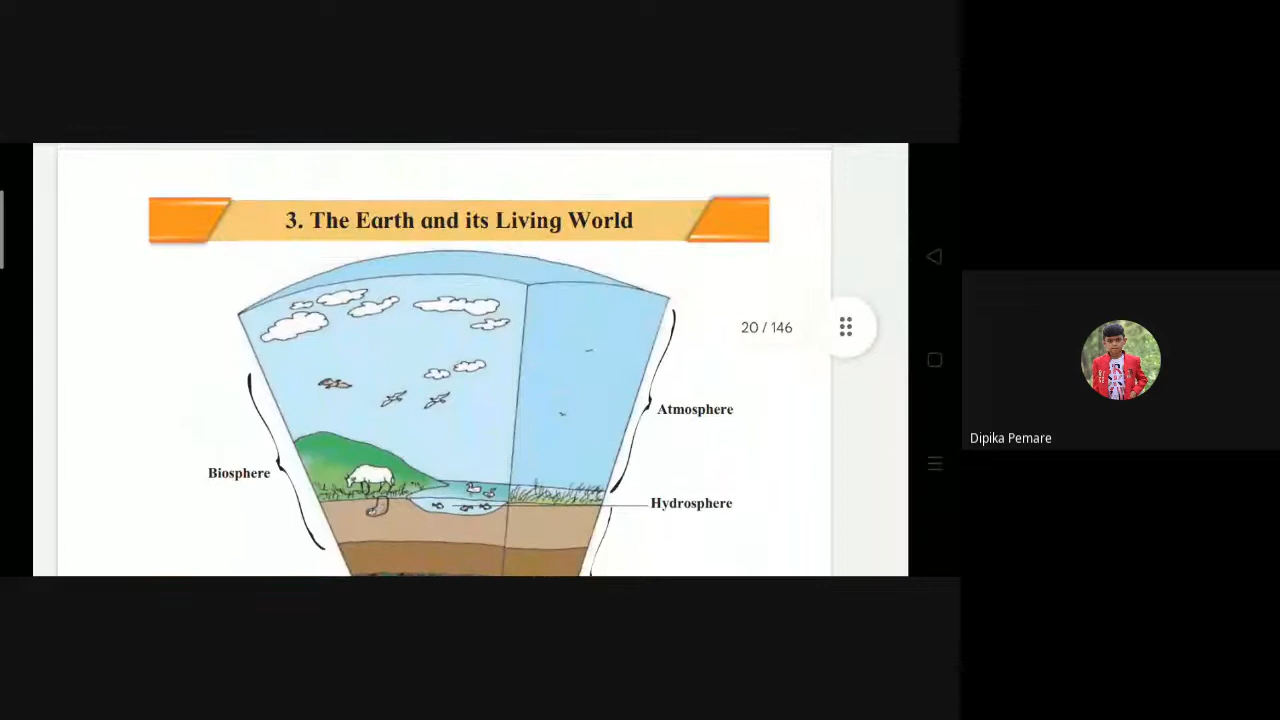 3. The Earth and its Living World
20 / 146
Atmosphere
Biosphere
Hydrosphere
Dipika Pemare